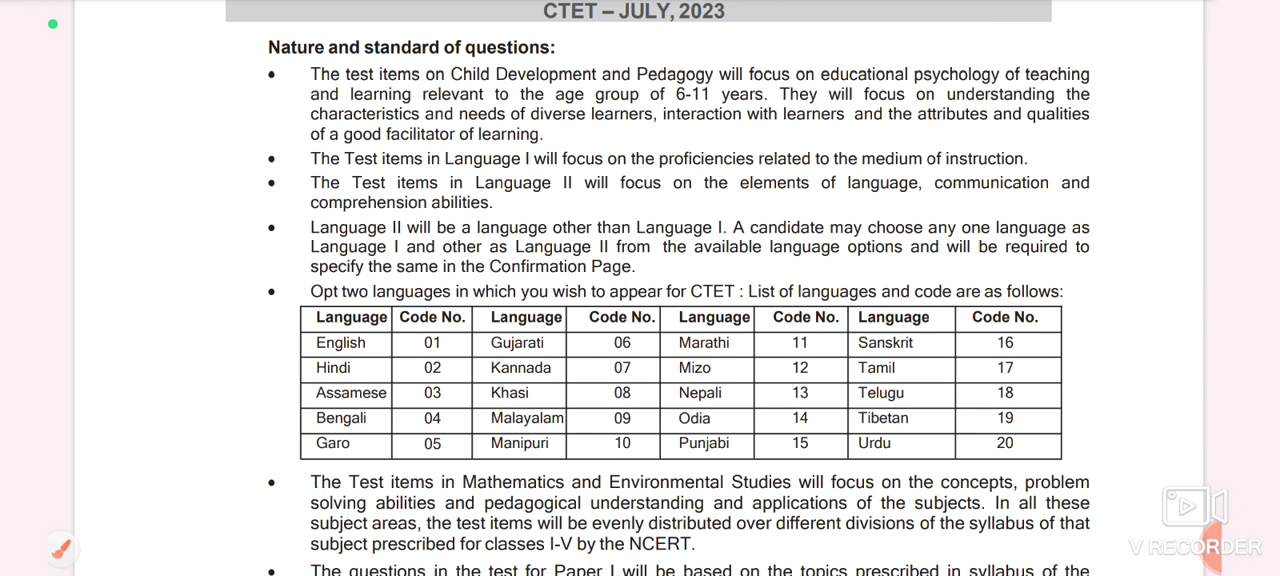 CTET – JULY, 2023
Nature and standard of questions:
• The test items on Child Development and Pedagogy will focus on educational psychology of teaching
and learning relevant to the age group of 6-11 years. They will focus on understanding the
characteristics and needs of diverse learners, interaction with learners and the attributes and qualities
of a good facilitator of learning.
• The Test items in Language I will focus on the proficiencies related to the medium of instruction.
• The Test items in Language II will focus on the elements of language, communication and
comprehension abilities.
• Language II will be a language other than Language I. A candidate may choose any one language as
Language I and other as Language II from the available language options and will be required to
specify the same in the Confirmation Page.
• Opt two languages in which you wish to appear for CTET : List of languages and code are as follows:
Language Code No. Language Code No. Language Code No. Language Code No.
English 01 Gujarati 06 Marathi 11 Sanskrit 16
Hindi 02 Kannada 07 Mizo 12 Tamil 17
Assamese 03 Khasi 08 Nepali 13 Telugu 18
Bengali 04 Malayalam 09 Odia 14 Tibetan 19
Garo 05 Manipuri 10 Punjabi 15 Urdu 20
• The Test items in Mathematics and Environmental Studies will focus on the concepts, problem
solving abilities and pedagogical understanding and applications of the subjects. In all these
subject areas, the test items will be evenly distributed over different divisions of the syllabus of that
subject prescribed for classes I-V by the NCERT.
• The questions in the test for Paper I will be based on the topics prescribed in syllabus of the
V RECORDER